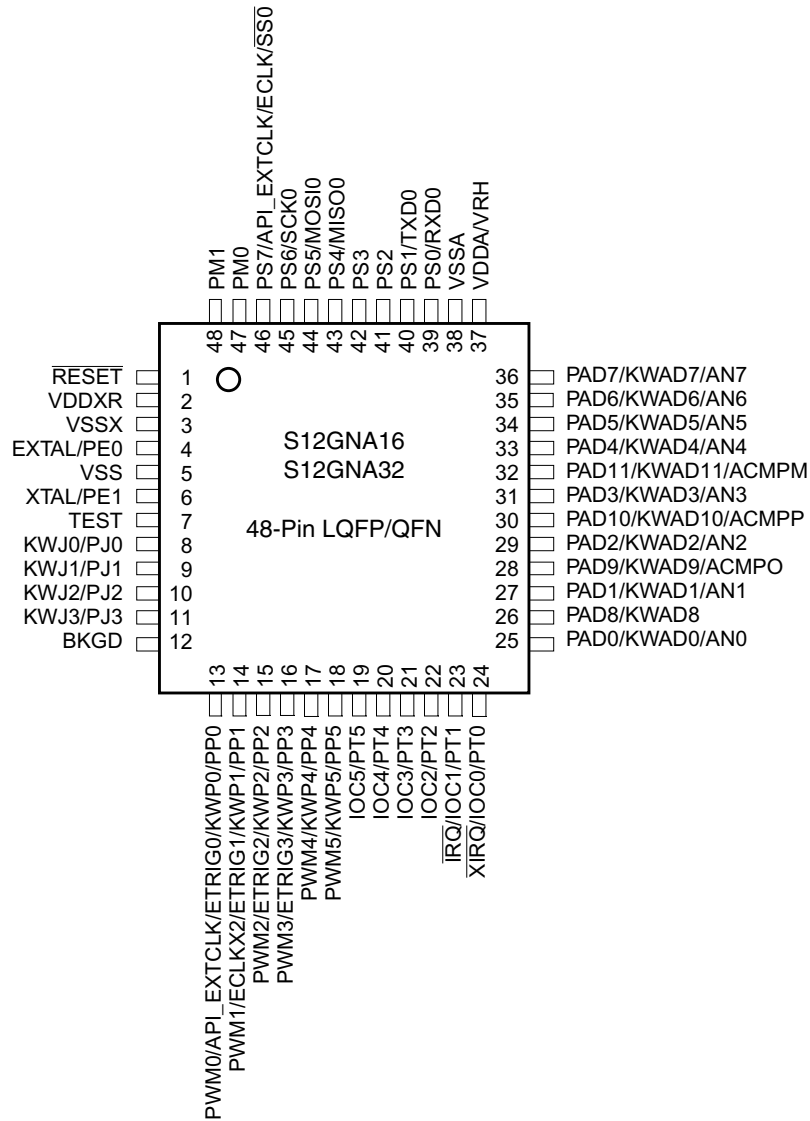 PM1
PM0
PS7/API_EXTCLK/ECLK/SS0
PS6/SCK0
PS5/MOSI0
PS4/MISO0
PS3
PS2
PS1/TXD0
PS0/RXD0
VSSA
VDDA/VRH
48
47
46
45
44
43
42
41
40
39
38
37
RESET 1
VDDXR 2
VSSX 3
EXTAL/PE0 4
VSS 5
XTAL/PE1 6
TEST 7
KWJ0/PJ0 8
KWJ1/PJ1 9
KWJ2/PJ2 10
KWJ3/PJ3 11
BKGD 12
S12GNA16
S12GNA32
48-Pin LQFP/QFN
36 PAD7/KWAD7/AN7
35 PAD6/KWAD6/AN6
34 PAD5/KWAD5/AN5
33 PAD4/KWAD4/AN4
32 PAD11/KWAD11/ACMPM
31 PAD3/KWAD3/AN3
30 PAD10/KWAD10/ACMPP
29 PAD2/KWAD2/AN2
28 PAD9/KWAD9/ACMPO
27 PAD1/KWAD1/AN1
26 PAD8/KWAD8
25 PAD0/KWAD0/AN0
13
14
15
16
17
18
19
20
21
22
23
24
PWM0/API_EXTCLK/ETRIG0/KWP0/PP0
PWM1/ECLKX2/ETRIG1/KWP1/PP1
PWM2/ETRIG2/KWP2/PP2
PWM3/ETRIG3/KWP3/PP3
PWM4/KWP4/PP4
PWM5/KWP5/PP5
IOC5/PT5
IOC4/PT4
IOC3/PT3
IOC2/PT2
IRQ/IOC1/PT1
XIRQ/IOC0/PT0